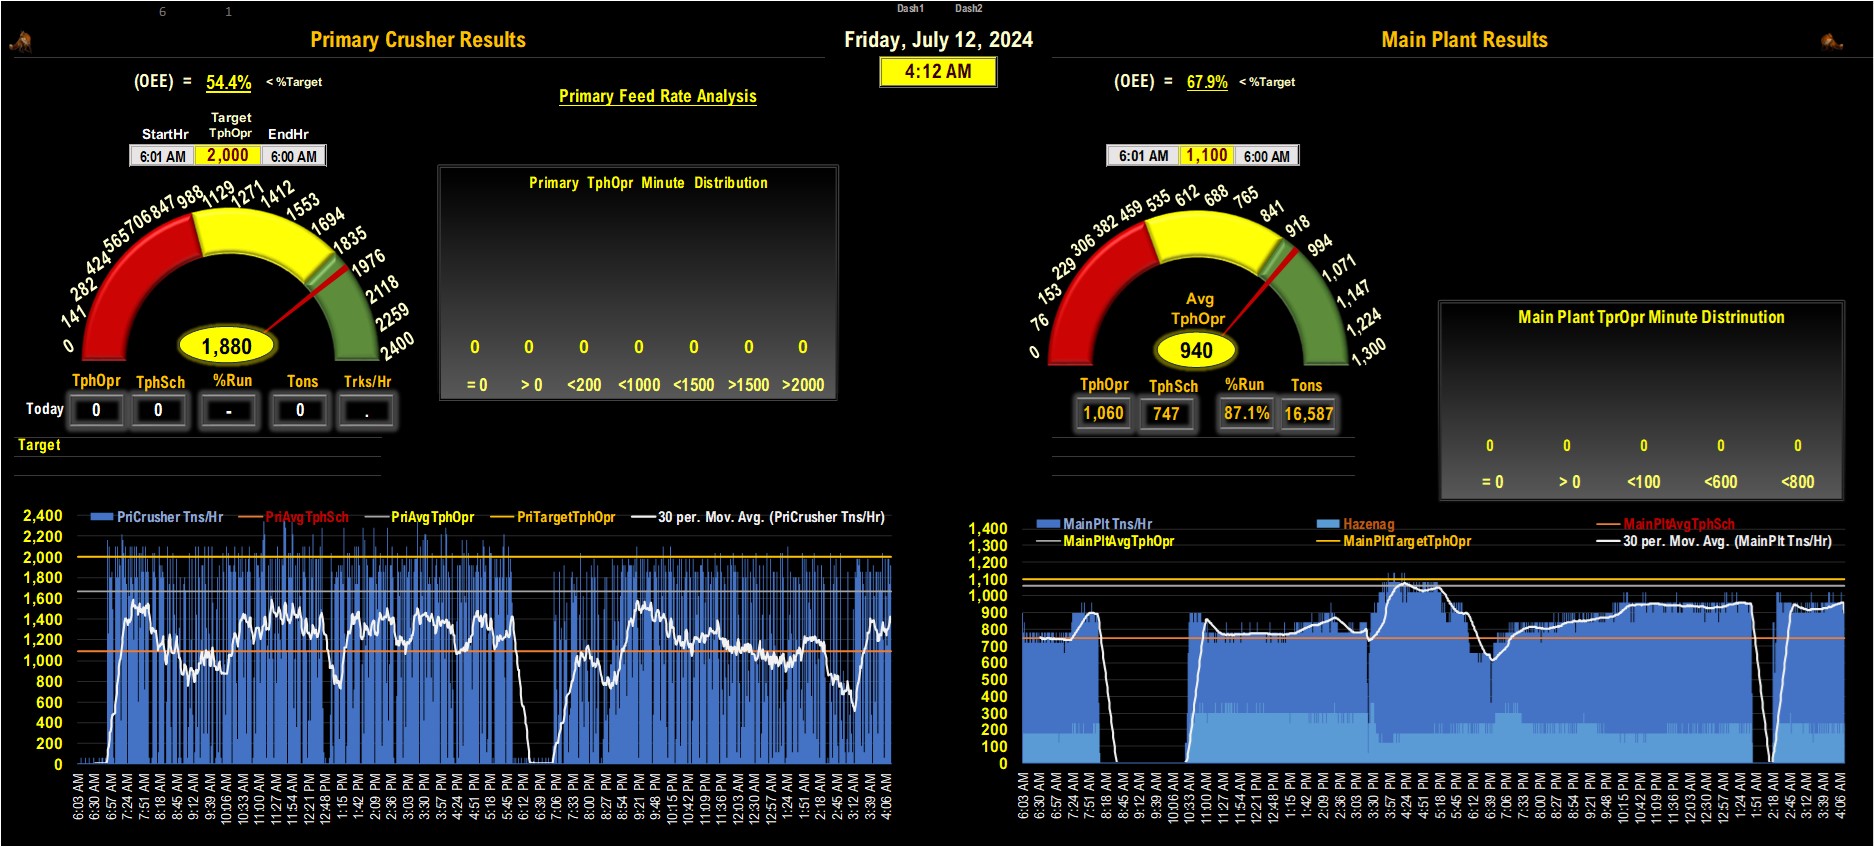 6 1
Dash1 Dash2
Primary Crusher Results
Friday, July 12, 2024
Main Plant Results
4:12 AM
(OEE) = 54.4% < %Target
Primary Feed Rate Analysis
(OEE) = 67.9% < %Target
Target
StartHr TphOpr EndHr
6:01 AM 2,000 6:00 AM
6:01 AM 1,100 6:00 AM
0 141 282 424 565 706 847 988 1129 1271 1412 1553 1694 1835 1976 2118 2259 2400
1,880
Primary TphOpr Minute Distribution
0 0 0 0 0 0 0
= 0 > 0 <200 <1000 <1500 >1500 >2000
0 76 153 229 306 382 459 535 612 688 765 841 918 994 1,071 1,147 1,224 1,300
Avg
TphOpr
940
Main Plant TprOpr Minute Distrinution
0 0 0 0 0
= 0 > 0 <100 <600 <800
TphOpr TphSch %Run Tons Trks/Hr
Today 0 0 - 0 .
Target
TphOpr TphSch %Run Tons
1,060 747 87.1% 16,587
PriCrusher Tns/Hr PriAvgTphSch PriAvgTphOpr PriTargetTphOpr 30 per. Mov. Avg. (PriCrusher Tns/Hr)
2,400
2,200
2,000
1,800
1,600
1,400
1,200
1,000
800
600
400
200
0
6:03 AM 6:30 AM 6:57 AM 7:24 AM 7:51 AM 8:18 AM 8:45 AM 9:12 AM 9:39 AM 10:06 AM 10:33 AM 11:00 AM 11:27 AM 11:54 AM 12:21 PM 12:48 PM 1:15 PM 1:42 PM 2:09 PM 2:36 PM 3:03 PM 3:30 PM 3:57 PM 4:24 PM 4:51 PM 5:18 PM 5:45 PM 6:12 PM 6:39 PM 7:06 PM 7:33 PM 8:00 PM 8:27 PM 8:54 PM 9:21 PM 9:48 PM 10:15 PM 10:42 PM 11:09 PM 11:36 PM 12:03 AM 12:30 AM 12:57 AM 1:24 AM 1:51 AM 2:18 AM 2:45 AM 3:12 AM 3:39 AM 4:06 AM
MainPlt Tns/Hr Hazenag MainPltAvgTphSch
MainPltAvgTphOpr MainPltTargetTphOpr 30 per. Mov. Avg. (MainPlt Tns/Hr)
1,400
1,300
1,200
1,100
1,000
900
800
700
600
500
400
300
200
100
0
6:03 AM 6:30 AM 6:57 AM 7:24 AM 7:51 AM 8:18 AM 8:45 AM 9:12 AM 9:39 AM 10:06 AM 10:33 AM 11:00 AM 11:27 AM 11:54 AM 12:21 PM 12:48 PM 1:15 PM 1:42 PM 2:09 PM 2:36 PM 3:03 PM 3:30 PM 3:57 PM 4:24 PM 4:51 PM 5:18 PM 5:45 PM 6:12 PM 6:39 PM 7:06 PM 7:33 PM 8:00 PM 8:27 PM 8:54 PM 9:21 PM 9:48 PM 10:15 PM 10:42 PM 11:09 PM 11:36 PM 12:03 AM 12:30 AM 12:57 AM 1:24 AM 1:51 AM 2:18 AM 2:45 AM 3:12 AM 3:39 AM 4:06 AM